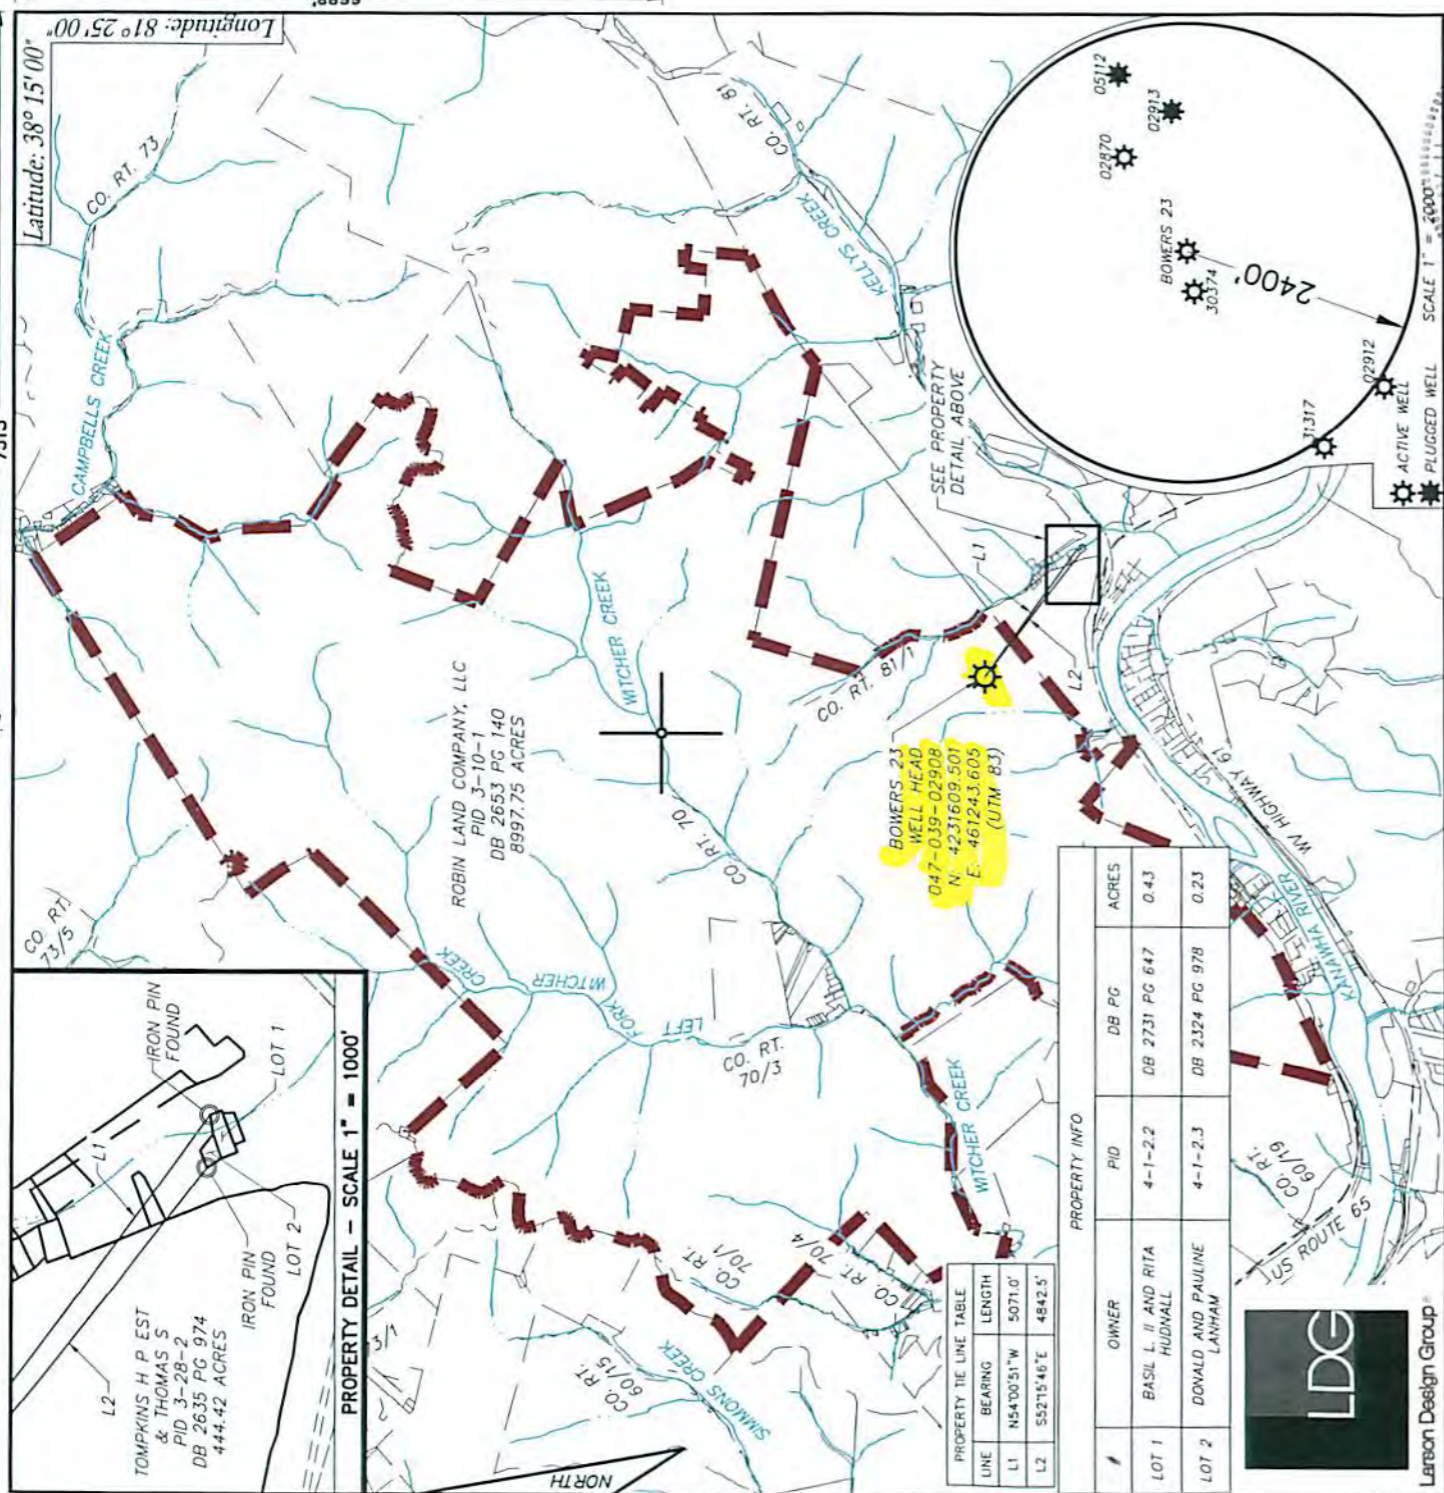 Latitude: 38° 15' 00"
Longitude: 81° 25' 00"
CO. RT. 73
CAMPBELLS CREEK
CO. RT. 81
KELLYS CREEK
05112
02913
02870
BOWERS 23
30374
2400'
02912
31317
ACTIVE WELL
PLUGGED WELL
SCALE 1" = 2000'
SEE PROPERTY
DETAIL ABOVE
L1
L2
WITCHER CREEK
CO. RT. 81/1
ROBIN LAND COMPANY, LLC
PID 3-10-1
DB 2653 PG 140
8997.75 ACRES
CO. RT. 70
BOWERS 23
WELL HEAD
047-039-02908
N: 4231609.501
E: 461243.605
(UTM 83)
WV HIGHWAY 61
KANAWHA RIVER
CO. RT.
73/5
LEFT FORK WITCHER CREEK
CO. RT.
70/3
WITCHER CREEK
CO. RT.
70/1
CO. RT. 70/4
CO. RT.
60/15
SIMMONS CREEK
3/1
CO. RT.
60/19
US ROUTE 65
NORTH
IRON PIN
FOUND
LOT 1
L1
LOT 2
IRON PIN
FOUND
L2
TOMPKINS H P EST
& THOMAS S
PID 3-28-2
DB 2635 PG 974
444.42 ACRES
PROPERTY DETAIL - SCALE 1" = 1000'
PROPERTY TIE LINE TABLE
LINE BEARING LENGTH
L1 N54°00'51"W 5071.0'
L2 S52°15'46"E 4842.5'
PROPERTY INFO
# OWNER PID DB PG ACRES
LOT 1 BASIL L. II AND RITA HUDNALL 4-1-2.2 DB 2731 PG 647 0.43
LOT 2 DONALD AND PAULINE LANHAM 4-1-2.3 DB 2324 PG 978 0.23
LDG
Larson Design Group®